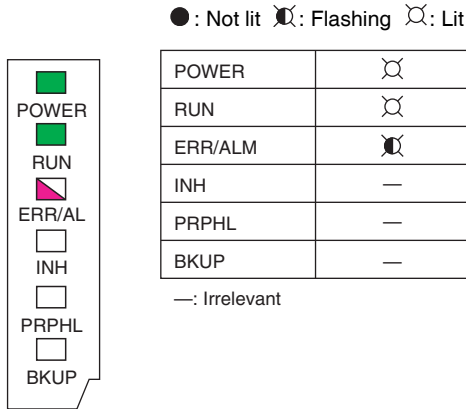 : Not lit : Flashing : Lit
POWER
RUN
ERR/AL
INH
PRPHL
BKUP
POWER
RUN
ERR/ALM
INH —
PRPHL —
BKUP —
—: Irrelevant